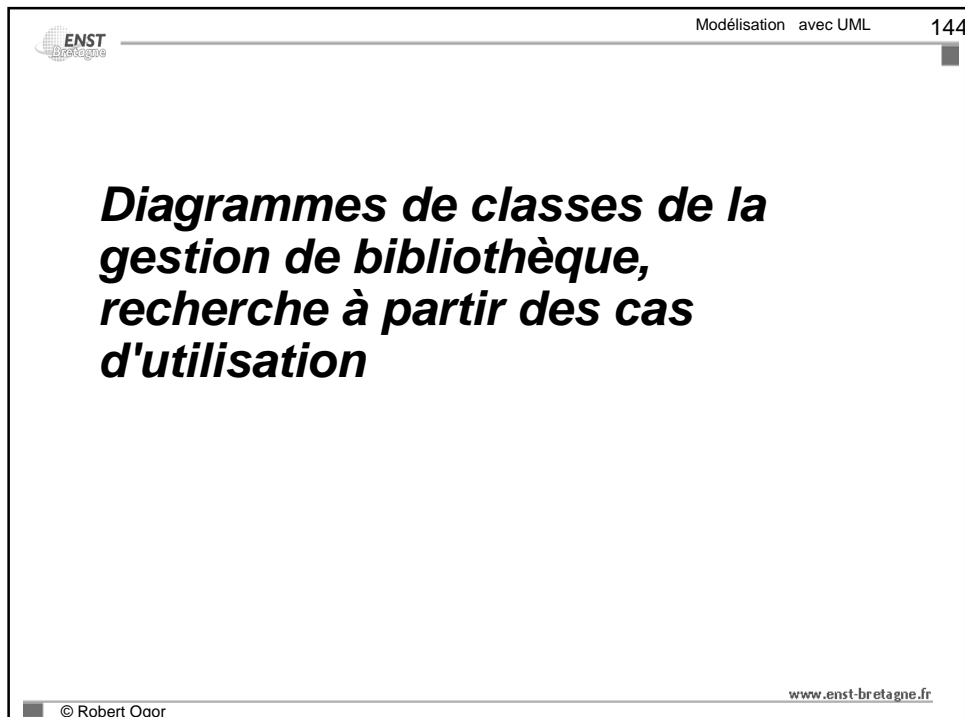 Modélisation avec UML 144
ENST
Bretagne
Diagrammes de classes de la
gestion de bibliothèque,
recherche à partir des cas
d'utilisation
www.enst-bretagne.fr
© Robert Ogor